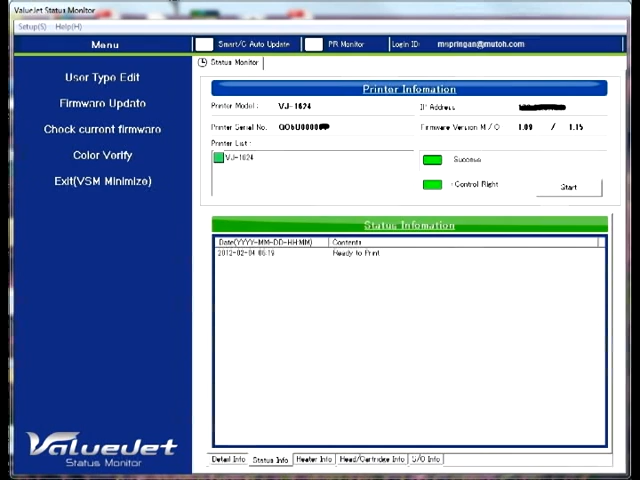 ValueJet Status Monitor
Setup(S) Help(H)
Menu
Smart/C Auto Update
PR Monitor
Login ID:
Status Monitor
User Type Edit
Firmware Update
Check current firmware
Color Verify
Exit(VSM Minimize)
Printer Infomation
Printer Model : VJ-1624
IP Address
Printer Serial No.
Firmware Version M / O 1.09 / 1.15
Printer List :
VJ-1624
Success
: Control Right
Start
Status Infomation
Date(YYYY-MM-DD-HH:MM) Contents
Ready to Print
Detail Info Status Info Heater Info Head/Cartridge Info S/O Info
ValueJet
Status Monitor